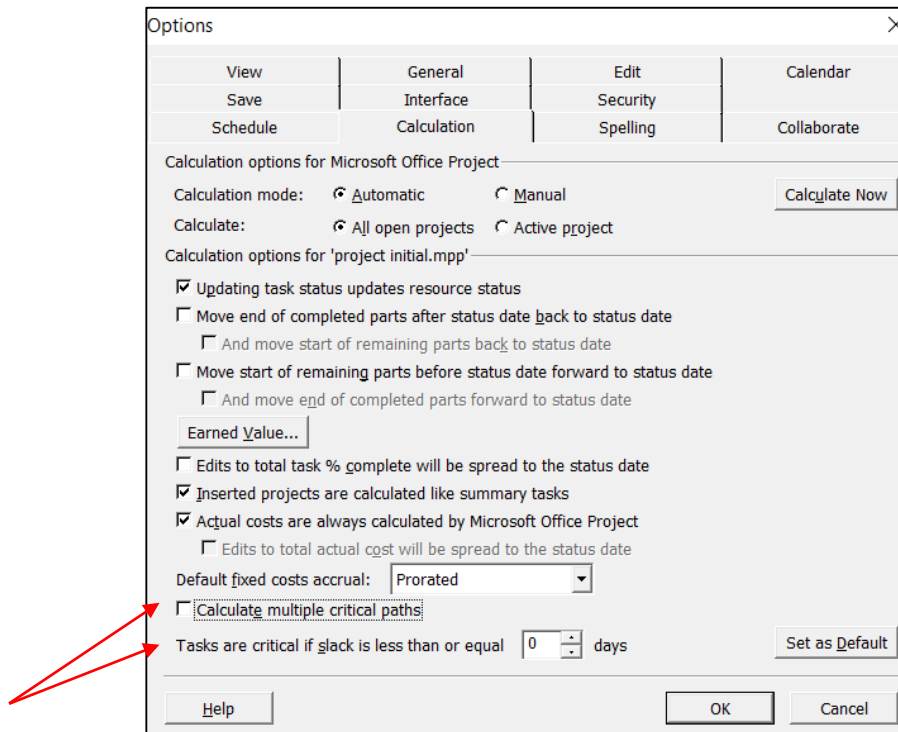 Options
View General Edit Calendar
Save Interface Security
Schedule Calculation Spelling Collaborate
Calculation options for Microsoft Office Project
Calculation mode: Automatic Manual Calculate Now
Calculate: All open projects Active project
Calculation options for 'project initial.mpp'
Updating task status updates resource status
Move end of completed parts after status date back to status date
And move start of remaining parts back to status date
Move start of remaining parts before status date forward to status date
And move end of completed parts forward to status date
Earned Value...
Edits to total task % complete will be spread to the status date
Inserted projects are calculated like summary tasks
Actual costs are always calculated by Microsoft Office Project
Edits to total actual cost will be spread to the status date
Default fixed costs accrual: Prorated
Calculate multiple critical paths
Tasks are critical if slack is less than or equal 0 days Set as Default
Help OK Cancel